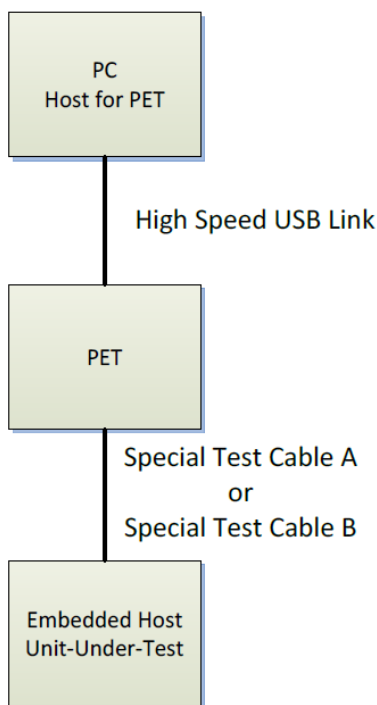 PC
Host for PET
High Speed USB Link
PET
Special Test Cable A
or
Special Test Cable B
Embedded Host
Unit-Under-Test